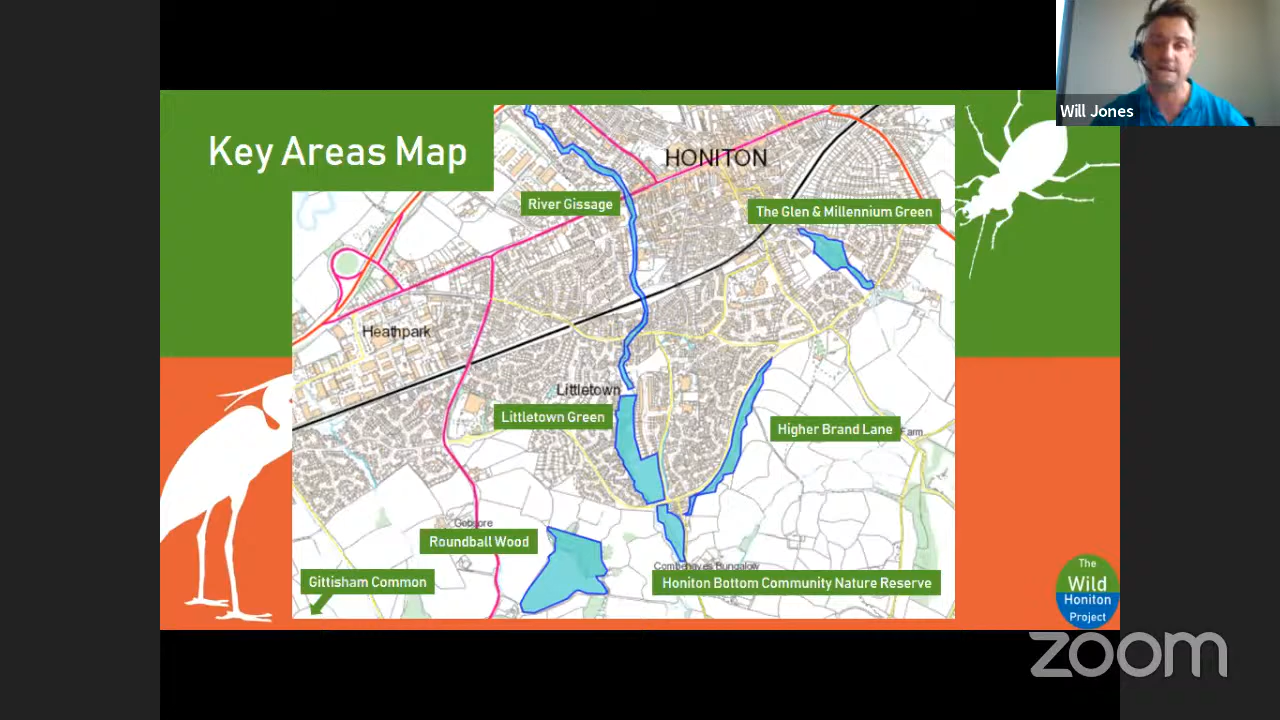 Will Jones
Key Areas Map
HONITON
River Gissage
The Glen & Millennium Green
Heathpark
Littletown
Littletown Green
Higher Brand Lane
Farm
Gobsore
Roundball Wood
Combehayes Bungalow
Gittisham Common
Honiton Bottom Community Nature Reserve
The
Wild
Honiton
Project
zoom